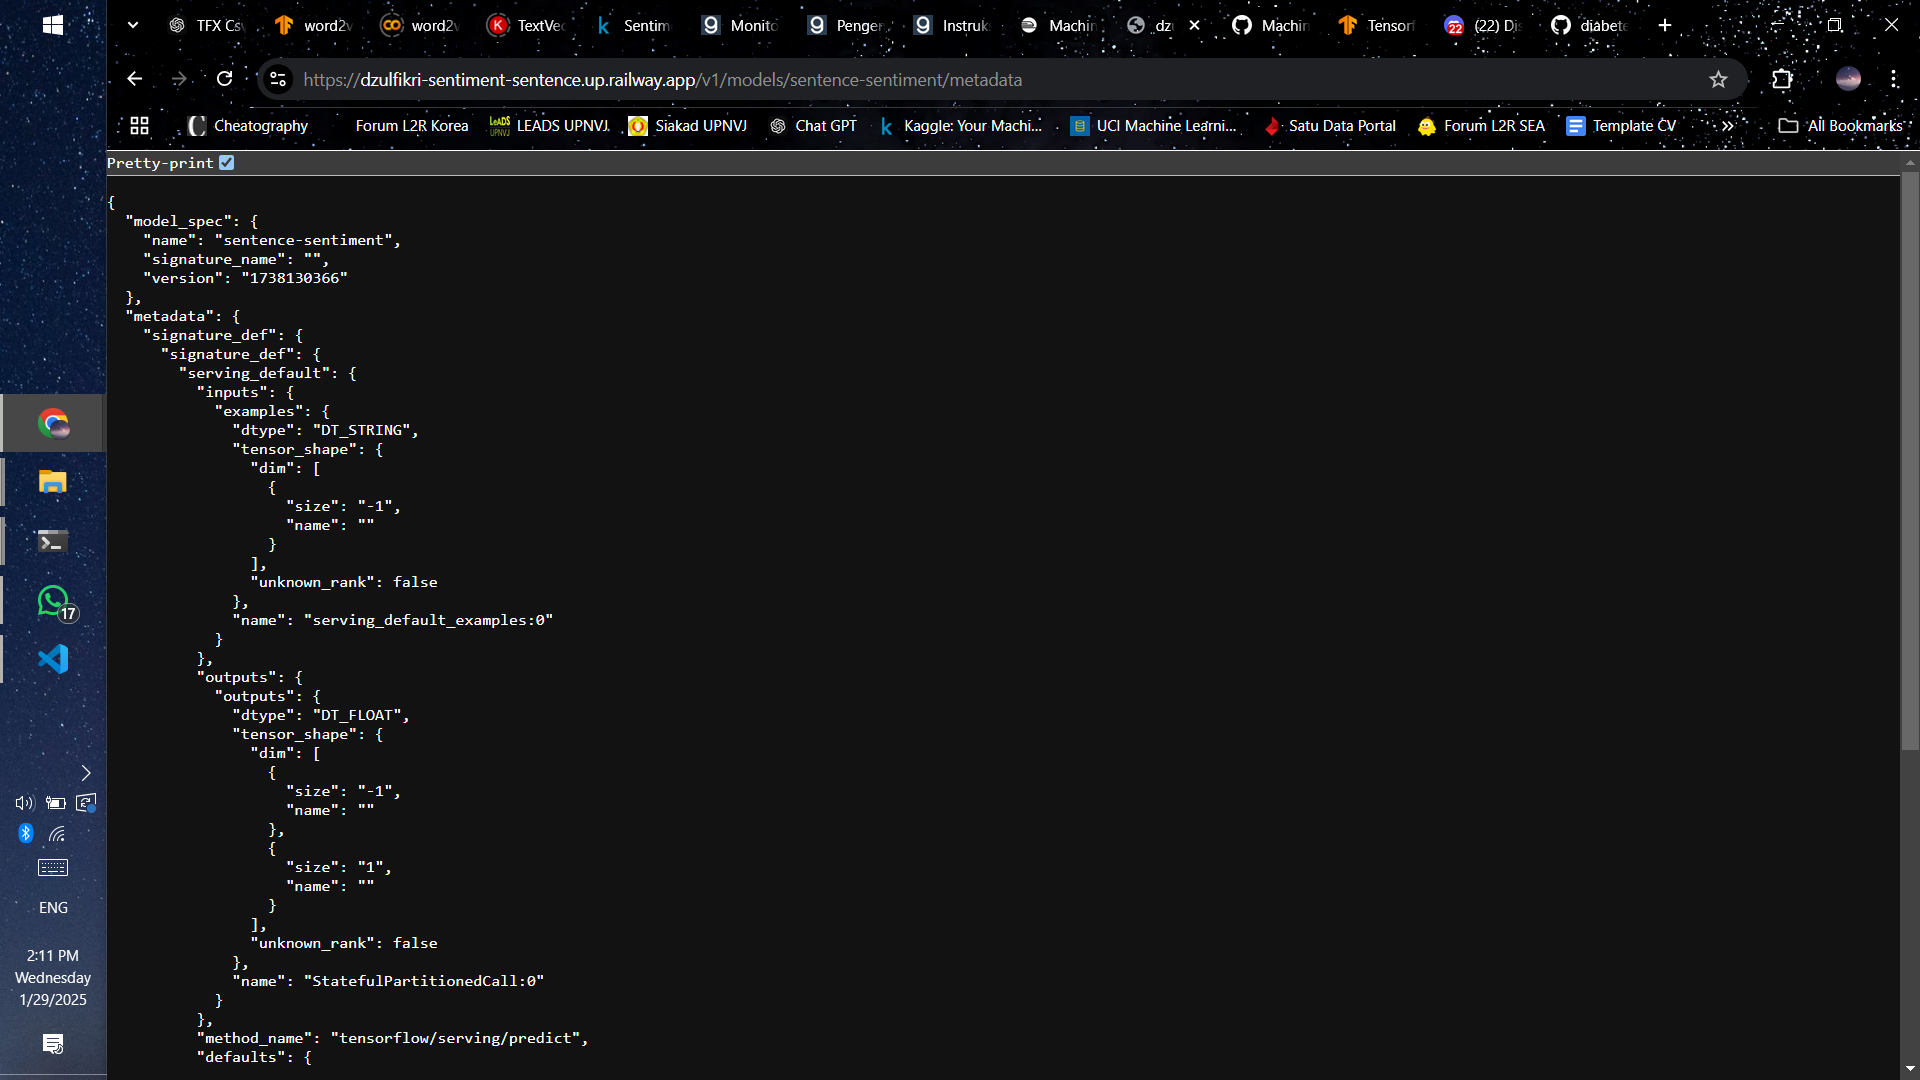 TFX Cs
word2v
word2v
TextVec
Sentim
Monito
Pengen
Instruk
Machin
dzu
Machin
Tensorf
(22) Dis
diabete
https://dzulfikri-sentiment-sentence.up.railway.app/v1/models/sentence-sentiment/metadata
Cheatography
Forum L2R Korea
LEADS UPNVJ
Siakad UPNVJ
Chat GPT
Kaggle: Your Machi...
UCI Machine Learni...
Satu Data Portal
Forum L2R SEA
Template CV
All Bookmarks
Pretty-print
{
  "model_spec": {
    "name": "sentence-sentiment",
    "signature_name": "",
    "version": "1738130366"
  },
  "metadata": {
    "signature_def": {
      "signature_def": {
        "serving_default": {
          "inputs": {
            "examples": {
              "dtype": "DT_STRING",
              "tensor_shape": {
                "dim": [
                  {
                    "size": "-1",
                    "name": ""
                  }
                ],
                "unknown_rank": false
              },
              "name": "serving_default_examples:0"
            }
          },
          "outputs": {
            "outputs": {
              "dtype": "DT_FLOAT",
              "tensor_shape": {
                "dim": [
                  {
                    "size": "-1",
                    "name": ""
                  },
                  {
                    "size": "1",
                    "name": ""
                  }
                ],
                "unknown_rank": false
              },
              "name": "StatefulPartitionedCall:0"
            }
          },
          "method_name": "tensorflow/serving/predict",
          "defaults": {
17
ENG
2:11 PM
Wednesday
1/29/2025